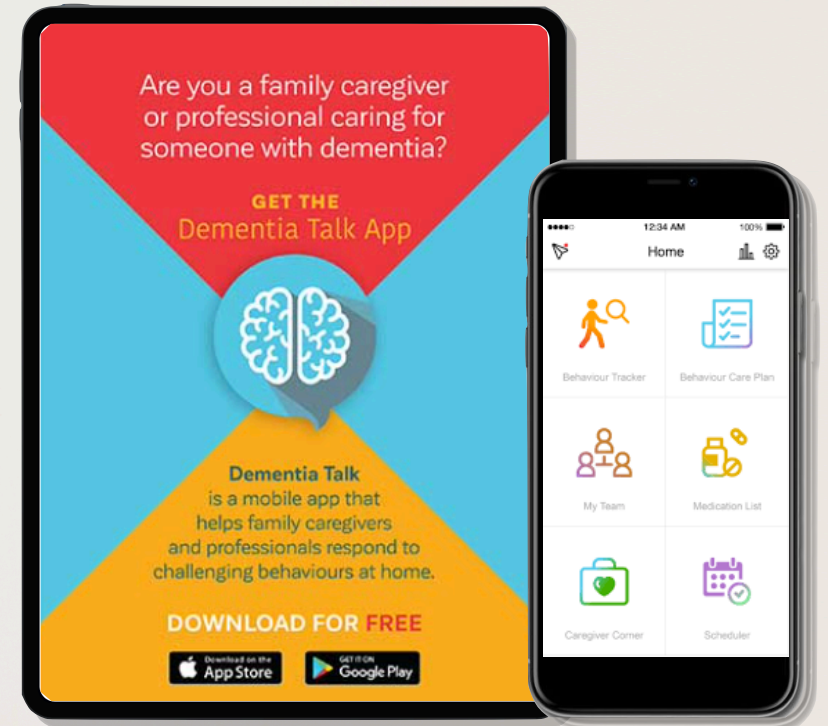 Are you a family caregiver
or professional caring for
someone with dementia?
GET THE
Dementia Talk App
Dementia Talk
is a mobile app that
helps family caregivers
and professionals respond to
challenging behaviours at home.
DOWNLOAD FOR FREE
Download on the
App Store
GET IT ON
Google Play
12:34 AM
100%
Home
Behaviour Tracker
Behaviour Care Plan
My Team
Medication List
Caregiver Corner
Scheduler